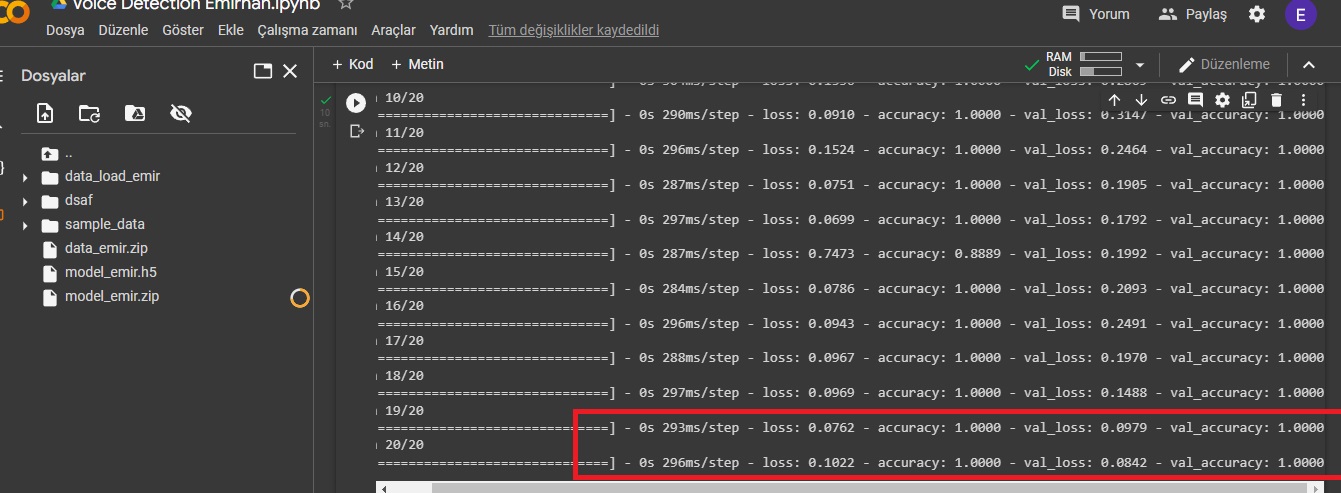 Voice Detection Emirhan.ipynb
Yorum
Paylaş
E
Dosya Düzenle Göster Ekle Çalışma zamanı Araçlar Yardım Tüm değişiklikler kaydedildi
Dosyalar
+ Kod + Metin
RAM
Disk
Düzenleme
..
data_load_emir
dsaf
sample_data
data_emir.zip
model_emir.h5
model_emir.zip
10
sn.
10/20
==============================] - 0s 290ms/step - loss: 0.0910 - accuracy: 1.0000 - val_loss: 0.3147 - val_accuracy: 1.0000
11/20
==============================] - 0s 296ms/step - loss: 0.1524 - accuracy: 1.0000 - val_loss: 0.2464 - val_accuracy: 1.0000
12/20
==============================] - 0s 287ms/step - loss: 0.0751 - accuracy: 1.0000 - val_loss: 0.1905 - val_accuracy: 1.0000
13/20
==============================] - 0s 297ms/step - loss: 0.0699 - accuracy: 1.0000 - val_loss: 0.1792 - val_accuracy: 1.0000
14/20
==============================] - 0s 287ms/step - loss: 0.7473 - accuracy: 0.8889 - val_loss: 0.1992 - val_accuracy: 1.0000
15/20
==============================] - 0s 284ms/step - loss: 0.0786 - accuracy: 1.0000 - val_loss: 0.2093 - val_accuracy: 1.0000
16/20
==============================] - 0s 296ms/step - loss: 0.0943 - accuracy: 1.0000 - val_loss: 0.2491 - val_accuracy: 1.0000
17/20
==============================] - 0s 288ms/step - loss: 0.0967 - accuracy: 1.0000 - val_loss: 0.1970 - val_accuracy: 1.0000
18/20
==============================] - 0s 297ms/step - loss: 0.0969 - accuracy: 1.0000 - val_loss: 0.1488 - val_accuracy: 1.0000
19/20
==============================] - 0s 293ms/step - loss: 0.0762 - accuracy: 1.0000 - val_loss: 0.0979 - val_accuracy: 1.0000
20/20
==============================] - 0s 296ms/step - loss: 0.1022 - accuracy: 1.0000 - val_loss: 0.0842 - val_accuracy: 1.0000